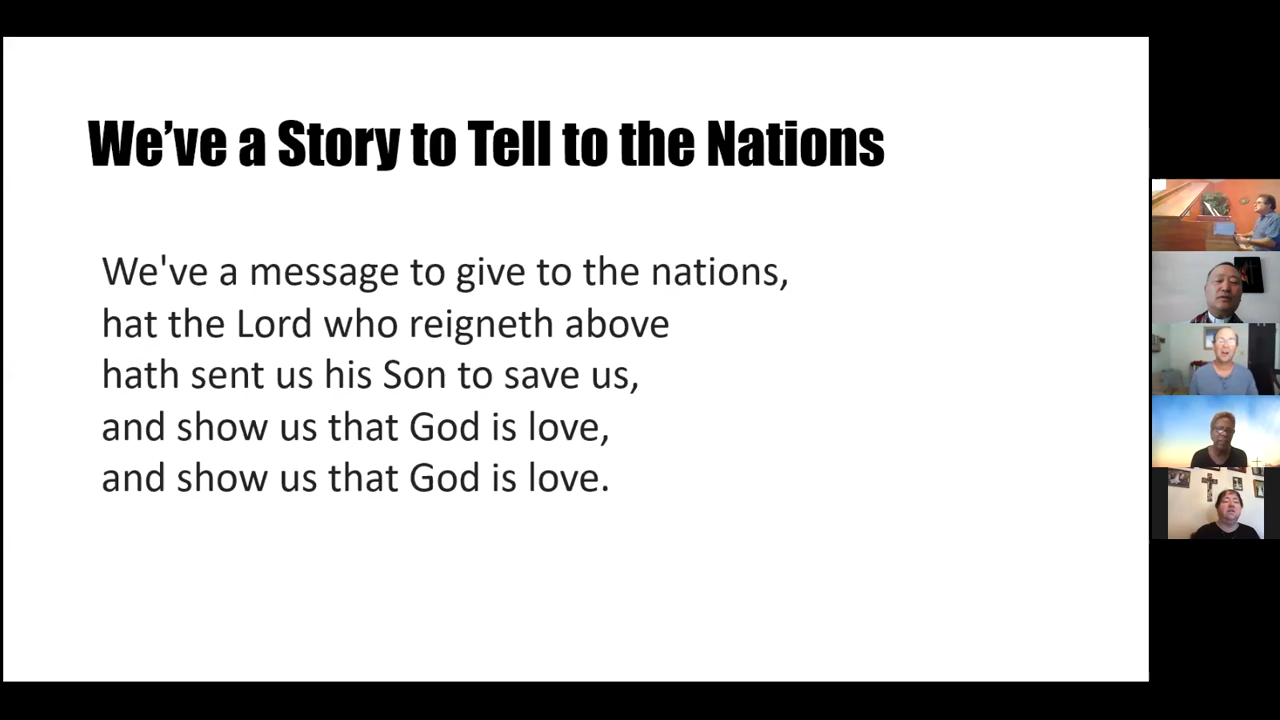 We’ve a Story to Tell to the Nations
We've a message to give to the nations,
hat the Lord who reigneth above
hath sent us his Son to save us,
and show us that God is love,
and show us that God is love.